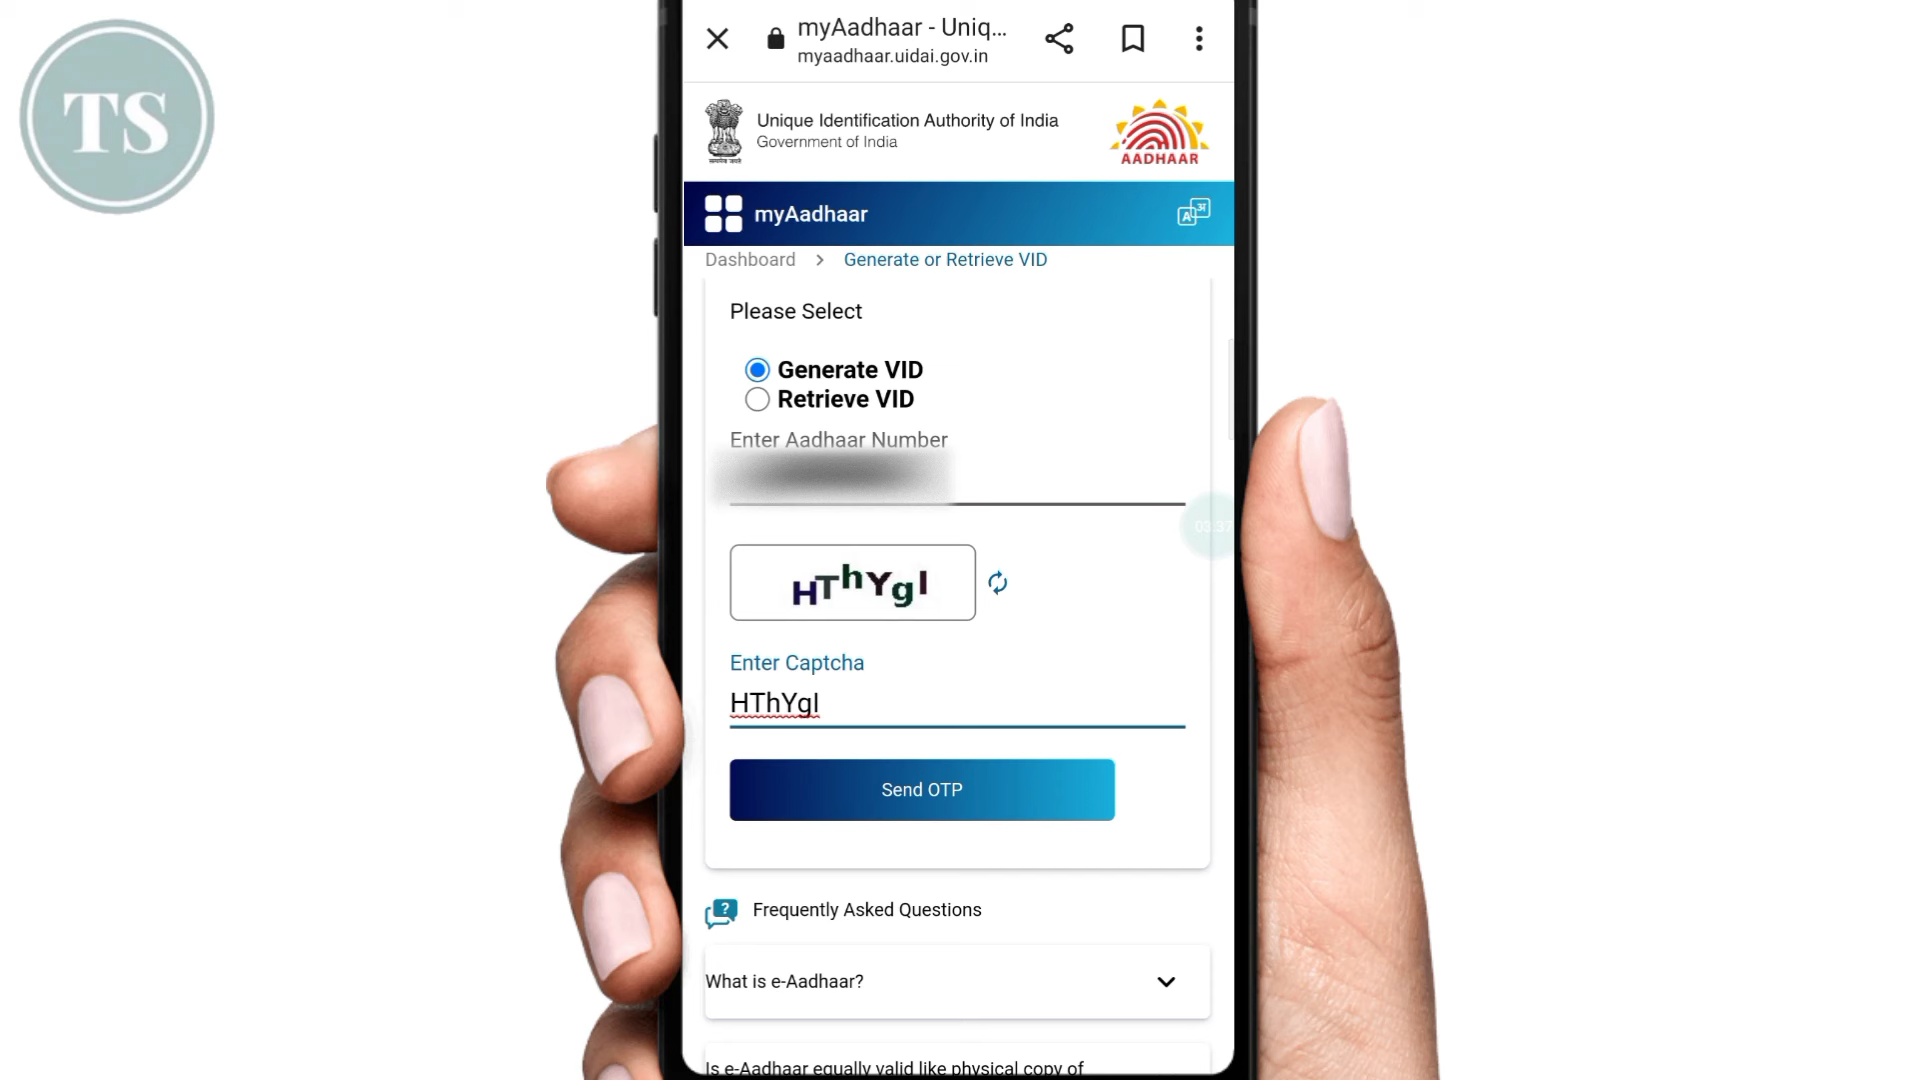 TS
myAadhaar - Uniq...
myaadhaar.uidai.gov.in
Unique Identification Authority of India
Government of India
AADHAAR
myAadhaar
A अ
Dashboard > Generate or Retrieve VID
Please Select
Generate VID
Retrieve VID
Enter Aadhaar Number
HThYgI
Enter Captcha
HThYgI
Send OTP
Frequently Asked Questions
What is e-Aadhaar?
Is e-Aadhaar equally valid like physical copy of
03:37